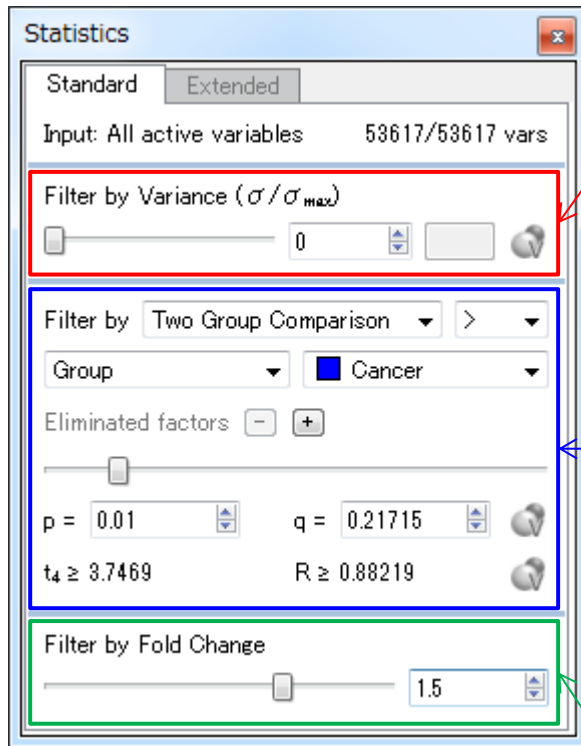 Statistics
Standard Extended
Input: All active variables 53617/53617 vars
Filter by Variance (σ/σmax)
0
Filter by Two Group Comparison >
Group Cancer
Eliminated factors - +
p = 0.01 q = 0.21715
t₄ ≥ 3.7469 R ≥ 0.88219
Filter by Fold Change
1.5